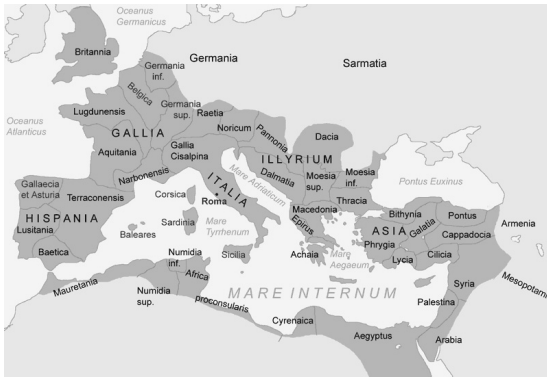 Oceanus
Germanicus
Britannia
Germania
Sarmatia
Germania
inf.
Belgica
Oceanus
Atlanticus
Lugdunensis
Germania
sup.
Raetia
GALLIA
Noricum
Pannonia
Dacia
Aquitania
Gallia
Cisalpina
ILLYRIUM
Narbonensis
Mare Adriaticum
Dalmatia
Moesia
sup.
Moesia
inf.
Pontus Euxinus
Gallaecia
et Asturia
Terraconensis
Corsica
ITALIA
Roma
Macedonia
Thracia
Bithynia
Pontus
HISPANIA
Lusitania
Baleares
Sardinia
Mare
Tyrrhenum
Epirus
ASIA
Galatia
Armenia
Phrygia
Cappadocia
Baetica
Numidia
inf.
Sicilia
Achaia
Mare
Aegaeum
Lycia
Cilicia
Mauretania
Africa
Syria
Mesopotame
Numidia
sup.
proconsularis
MARE INTERNUM
Palestina
Cyrenaica
Aegyptus
Arabia